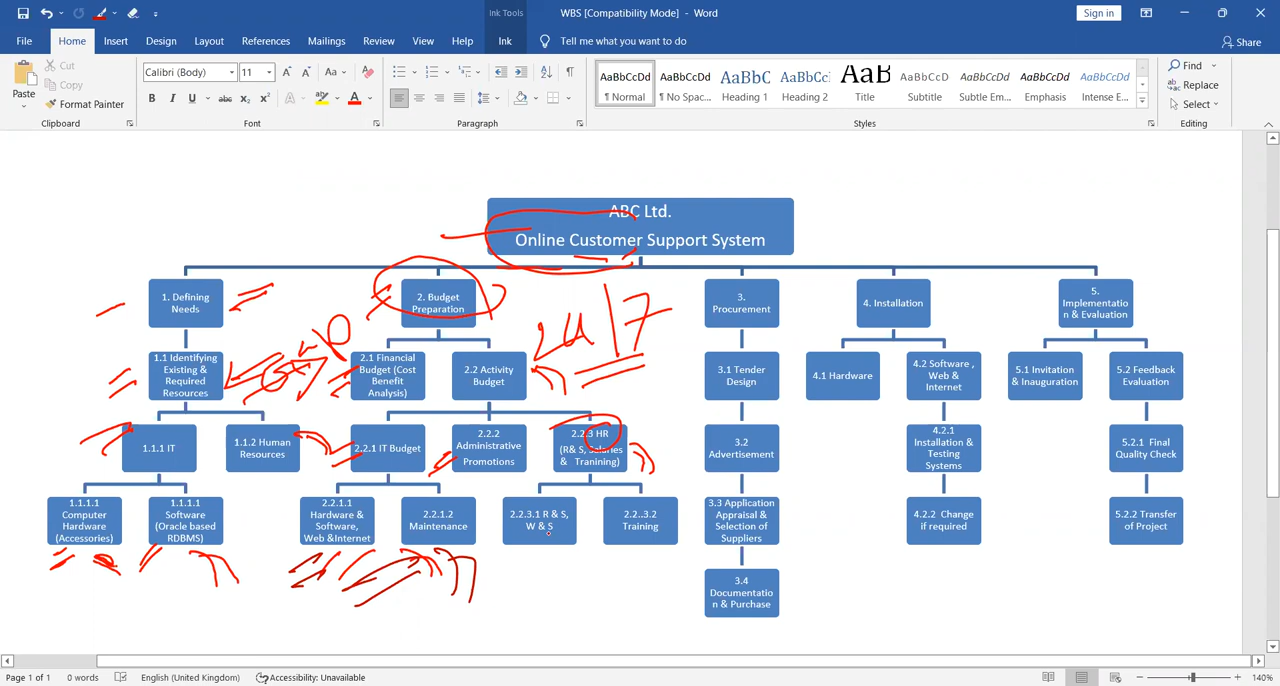 WBS [Compatibility Mode] - Word
Ink Tools
Sign in
File
Home
Insert
Design
Layout
References
Mailings
Review
View
Help
Ink
Tell me what you want to do
Share
Paste
Cut
Copy
Format Painter
Clipboard
Calibri (Body)
11
Font
Paragraph
AaBbCcDd
¶ Normal
AaBbCcDd
¶ No Spac...
AaBbC
Heading 1
AaBbCc
Heading 2
AaB
Title
AaBbCcD
Subtitle
AaBbCcDd
Subtle Em...
AaBbCcDd
Emphasis
AaBbCcDd
Intense E...
Styles
Find
Replace
Select
Editing
ABC Ltd.
Online Customer Support System
1. Defining
Needs
2. Budget
Preparation
3.
Procurement
4. Installation
5.
Implementatio
n & Evaluation
1.1 Identifying
Existing &
Required
Resources
2.1 Financial
Budget (Cost
Benefit
Analysis)
2.2 Activity
Budget
3.1 Tender
Design
4.1 Hardware
4.2 Software ,
Web &
Internet
5.1 Invitation
& Inauguration
5.2 Feedback
Evaluation
1.1.1 IT
1.1.2 Human
Resources
2.2.1 IT Budget
2.2.2
Administrative
Promotions
2.2.3 HR
(R& S, Salaries
& Tranining)
3.2
Advertisement
4.2.1
Installation &
Testing
Systems
5.2.1 Final
Quality Check
1.1.1.1
Computer
Hardware
(Accessories)
1.1.1.1
Software
(Oracle based
RDBMS)
2.2.1.1
Hardware &
Software,
Web &Internet
2.2.1.2
Maintenance
2.2.3.1 R & S,
W & S
2.2..3.2
Training
3.3 Application
Appraisal &
Selection of
Suppliers
4.2.2 Change
if required
5.2.2 Transfer
of Project
3.4
Documentatio
n & Purchase
Page 1 of 1
0 words
English (United Kingdom)
Accessibility: Unavailable
140%